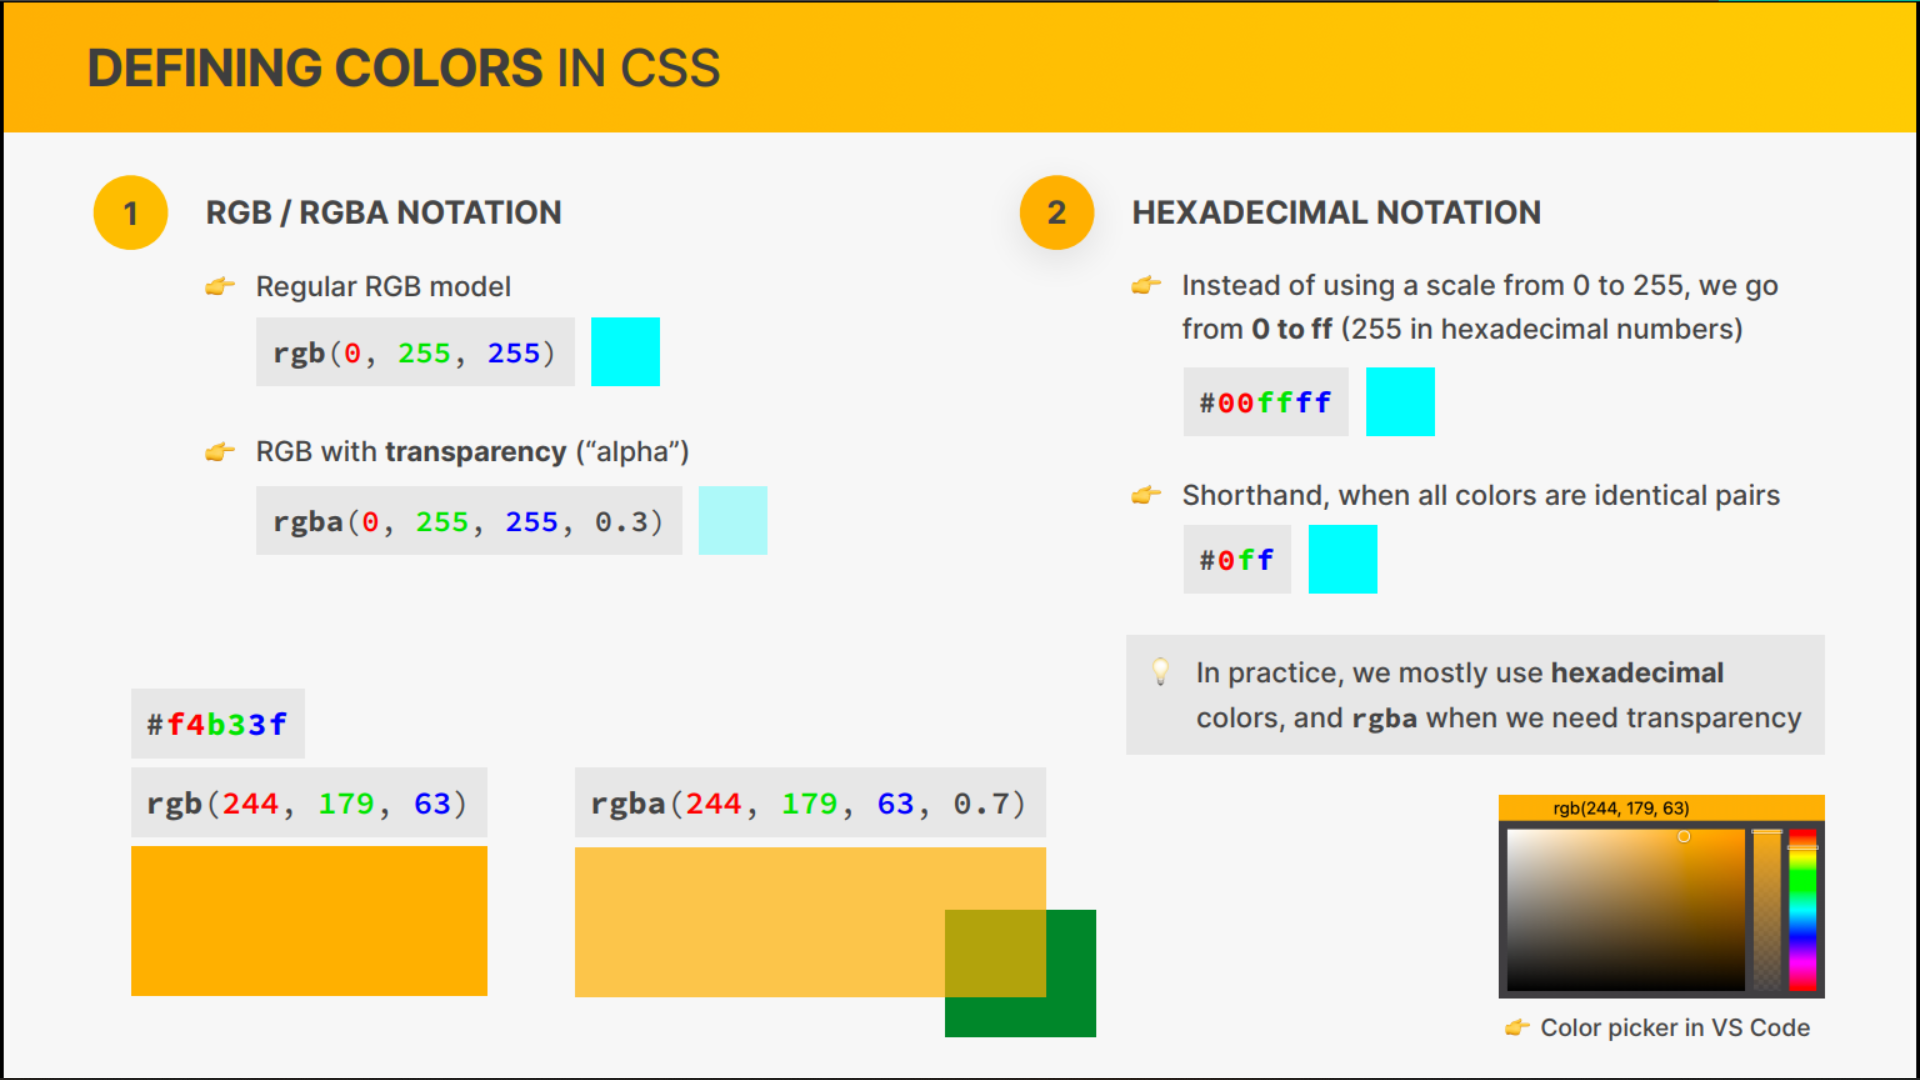 DEFINING COLORS IN CSS
1
RGB / RGBA NOTATION
Regular RGB model
rgb(0, 255, 255)
RGB with transparency (“alpha”)
rgba(0, 255, 255, 0.3)
#f4b33f
rgb(244, 179, 63)
rgba(244, 179, 63, 0.7)
2
HEXADECIMAL NOTATION
Instead of using a scale from 0 to 255, we go
from 0 to ff (255 in hexadecimal numbers)
#00ffff
Shorthand, when all colors are identical pairs
#0ff
In practice, we mostly use hexadecimal
colors, and rgba when we need transparency
rgb(244, 179, 63)
Color picker in VS Code